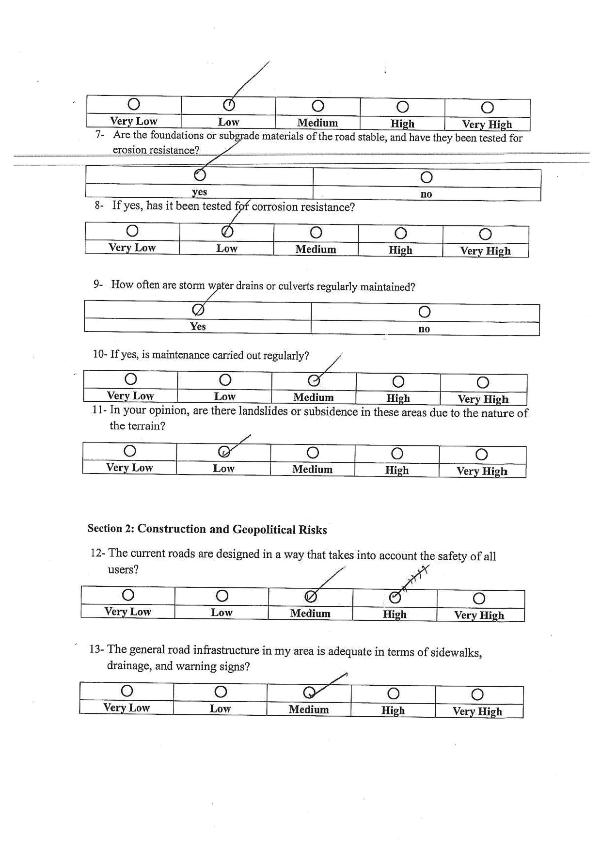 Very Low Low Medium High Very High
7- Are the foundations or subgrade materials of the road stable, and have they been tested for
erosion resistance?
yes no
8- If yes, has it been tested for corrosion resistance?
Very Low Low Medium High Very High
9- How often are storm water drains or culverts regularly maintained?
Yes no
10- If yes, is maintenance carried out regularly?
Very Low Low Medium High Very High
11- In your opinion, are there landslides or subsidence in these areas due to the nature of
the terrain?
Very Low Low Medium High Very High
Section 2: Construction and Geopolitical Risks
12- The current roads are designed in a way that takes into account the safety of all
users?
Very Low Low Medium High Very High
13- The general road infrastructure in my area is adequate in terms of sidewalks,
drainage, and warning signs?
Very Low Low Medium High Very High